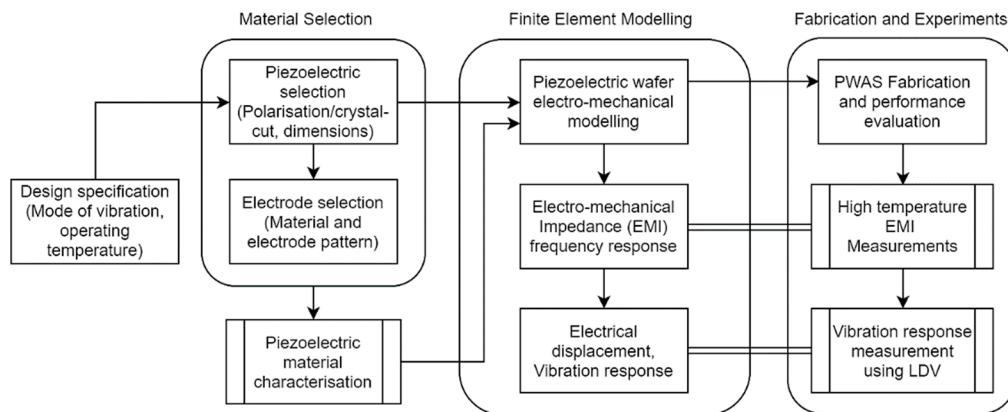 Material Selection
Finite Element Modelling
Fabrication and Experiments
Design specification
(Mode of vibration,
operating
temperature)
Piezoelectric
selection
(Polarisation/crystal-
cut, dimensions)
Electrode selection
(Material and
electrode pattern)
Piezoelectric
material
characterisation
Piezoelectric wafer
electro-mechanical
modelling
Electro-mechanical
Impedance (EMI)
frequency response
Electrical
displacement,
Vibration response
PWAS Fabrication
and performance
evaluation
High temperature
EMI
Measurements
Vibration response
measurement
using LDV